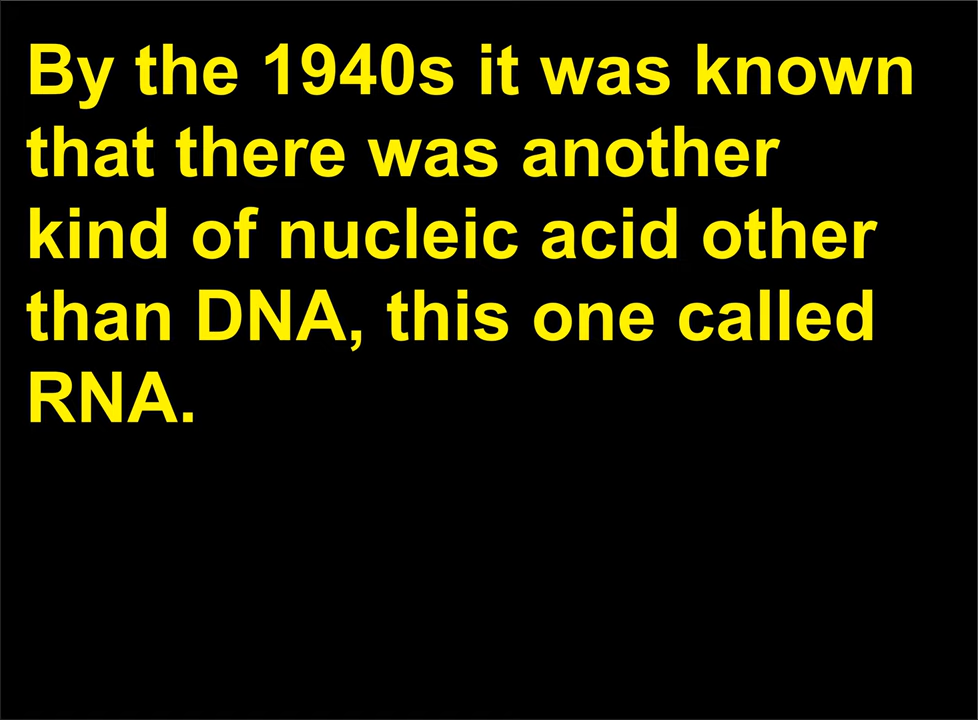 By the 1940s it was known
that there was another
kind of nucleic acid other
than DNA, this one called
RNA.